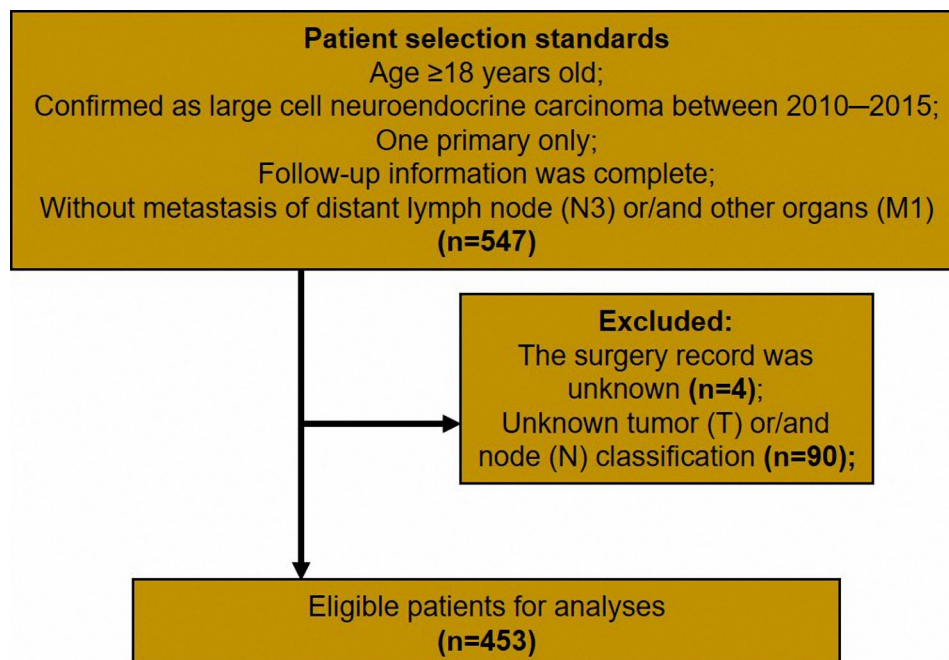 Patient selection standards
Age ≥18 years old;
Confirmed as large cell neuroendocrine carcinoma between 2010—2015;
One primary only;
Follow-up information was complete;
Without metastasis of distant lymph node (N3) or/and other organs (M1)
(n=547)
Excluded:
The surgery record was
unknown (n=4);
Unknown tumor (T) or/and
node (N) classification (n=90);
Eligible patients for analyses
(n=453)